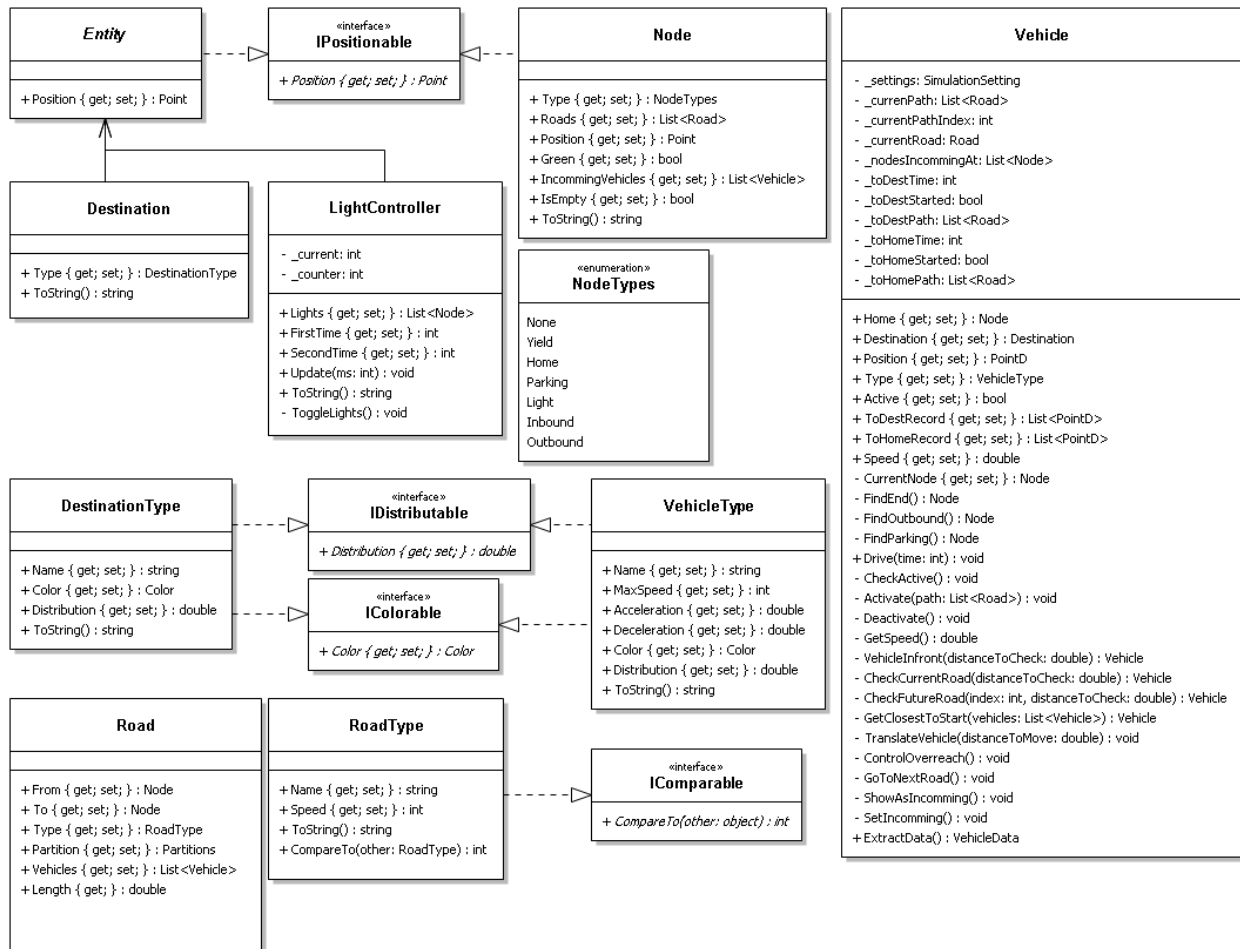 Entity
+ Position { get; set; } : Point
«interface»
IPositionable
+ Position { get; set; } : Point
Node
+ Type { get; set; } : NodeTypes
+ Roads { get; set; } : List<Road>
+ Position { get; set; } : Point
+ Green { get; set; } : bool
+ IncommingVehicles { get; set; } : List<Vehicle>
+ IsEmpty { get; set; } : bool
+ ToString() : string
Vehicle
- _settings: SimulationSetting
- _currenPath: List<Road>
- _currentPathIndex: int
- _currentRoad: Road
- _nodesIncommingAt: List<Node>
- _toDestTime: int
- _toDestStarted: bool
- _toDestPath: List<Road>
- _toHomeTime: int
- _toHomeStarted: bool
- _toHomePath: List<Road>
+ Home { get; set; } : Node
+ Destination { get; set; } : Destination
+ Position { get; set; } : PointD
+ Type { get; set; } : VehicleType
+ Active { get; set; } : bool
+ ToDestRecord { get; set; } : List<PointD>
+ ToHomeRecord { get; set; } : List<PointD>
+ Speed { get; set; } : double
- CurrentNode { get; set; } : Node
- FindEnd() : Node
- FindOutbound() : Node
- FindParking() : Node
+ Drive(time: int) : void
- CheckActive() : void
- Activate(path: List<Road>) : void
- Deactivate() : void
- GetSpeed() : double
- VehicleInfront(distanceToCheck: double) : Vehicle
- CheckCurrentRoad(distanceToCheck: double) : Vehicle
- CheckFutureRoad(index: int, distanceToCheck: double) : Vehicle
- GetClosestToStart(vehicles: List<Vehicle>) : Vehicle
- TranslateVehicle(distanceToMove: double) : void
- ControlOverreach() : void
- GoToNextRoad() : void
- ShowAsIncomming() : void
- SetIncomming() : void
+ ExtractData() : VehicleData
Destination
+ Type { get; set; } : DestinationType
+ ToString() : string
LightController
- _current: int
- _counter: int
+ Lights { get; set; } : List<Node>
+ FirstTime { get; set; } : int
+ SecondTime { get; set; } : int
+ Update(ms: int) : void
+ ToString() : string
- ToggleLights() : void
«enumeration»
NodeTypes
None
Yield
Home
Parking
Light
Inbound
Outbound
DestinationType
+ Name { get; set; } : string
+ Color { get; set; } : Color
+ Distribution { get; set; } : double
+ ToString() : string
«interface»
IDistributable
+ Distribution { get; set; } : double
«interface»
IColorable
+ Color { get; set; } : Color
VehicleType
+ Name { get; set; } : string
+ MaxSpeed { get; set; } : int
+ Acceleration { get; set; } : double
+ Deceleration { get; set; } : double
+ Color { get; set; } : Color
+ Distribution { get; set; } : double
+ ToString() : string
Road
+ From { get; set; } : Node
+ To { get; set; } : Node
+ Type { get; set; } : RoadType
+ Partition { get; set; } : Partitions
+ Vehicles { get; set; } : List<Vehicle>
+ Length { get; } : double
RoadType
+ Name { get; set; } : string
+ Speed { get; set; } : int
+ ToString() : string
+ CompareTo(other: RoadType) : int
«interface»
IComparable
+ CompareTo(other: object) : int